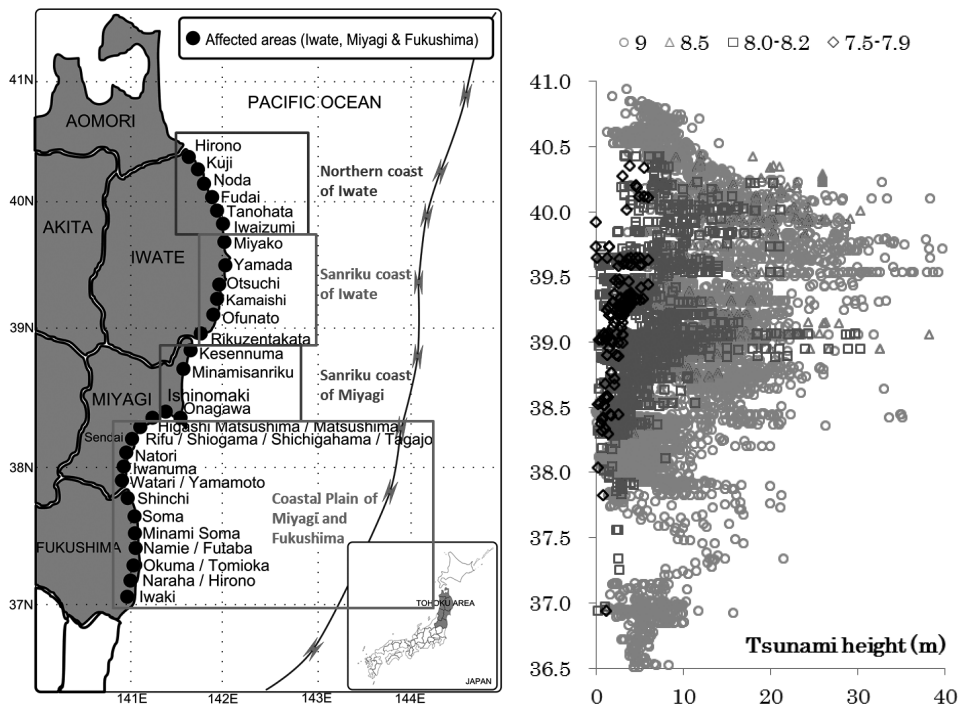 Affected areas (Iwate, Miyagi & Fukushima)
41N
PACIFIC OCEAN
AOMORI
Hirono
Kuji
Northern coast
of Iwate
Noda
Fudai
40N
Tanohata
AKITA
Iwaizumi
Miyako
IWATE
Yamada
Sanriku coast
of Iwate
Otsuchi
Kamaishi
Ofunato
39N
Rikuzentakata
Kesennuma
Minamisanriku
Sanriku coast
of Miyagi
MIYAGI
Ishinomaki
Onagawa
Higashi Matsushima / Matsushima
Sendai
Rifu / Shiogama / Shichigahama / Tagajo
Natori
38N
Iwanuma
Watari / Yamamoto
Shinchi
Coastal Plain of
Miyagi and
Fukushima
Soma
Minami Soma
FUKUSHIMA
Namie / Futaba
Okuma / Tomioka
Naraha / Hirono
Iwaki
37N
TOHOKU AREA
JAPAN
141E 142E 143E 144E
9 8.5 8.0-8.2 7.5-7.9
41.0
40.5
40.0
39.5
39.0
38.5
38.0
37.5
37.0
36.5
Tsunami height (m)
0 10 20 30 40